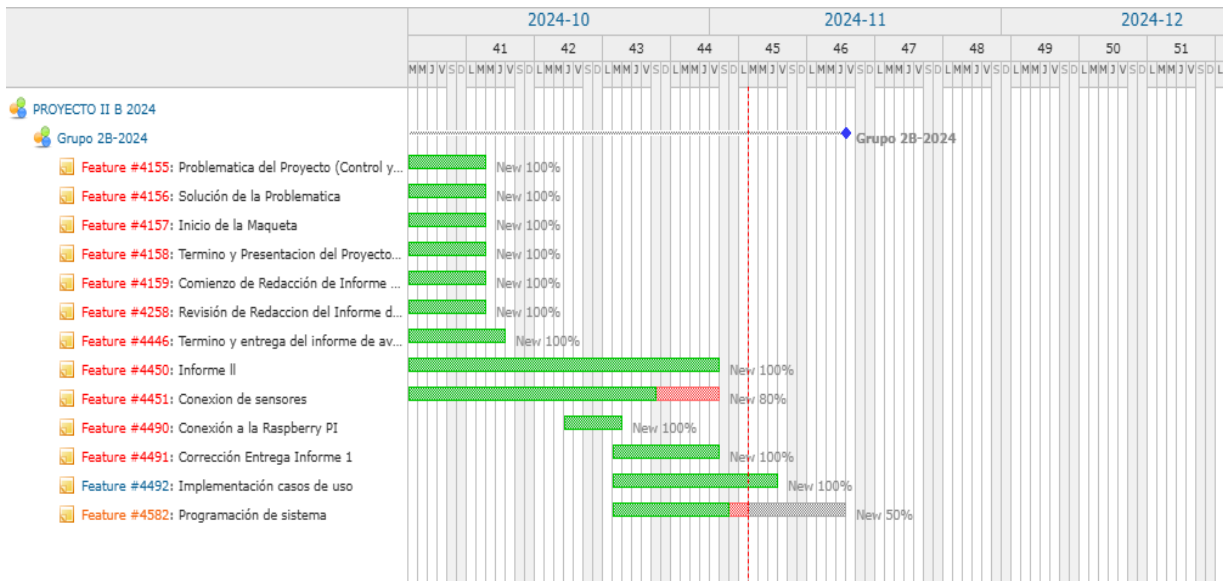 2024-10 2024-11 2024-12
41 42 43 44 45 46 47 48 49 50 51
MMJVSDLMMJVSDLMMJVSDLMMJVSDLMMJVSDLMMJVSDLMMJVSDLMMJVSDLMMJVSDLMMJVSDLMMJVSDLMMJVSDL
PROYECTO II B 2024
Grupo 2B-2024 Grupo 2B-2024
Feature #4155: Problematica del Proyecto (Control y... New 100%
Feature #4156: Solución de la Problematica New 100%
Feature #4157: Inicio de la Maqueta New 100%
Feature #4158: Termino y Presentacion del Proyecto... New 100%
Feature #4159: Comienzo de Redacción de Informe ... New 100%
Feature #4258: Revisión de Redaccion del Informe d... New 100%
Feature #4446: Termino y entrega del informe de av... New 100%
Feature #4450: Informe ll New 100%
Feature #4451: Conexion de sensores New 80%
Feature #4490: Conexión a la Raspberry PI New 100%
Feature #4491: Corrección Entrega Informe 1 New 100%
Feature #4492: Implementación casos de uso New 100%
Feature #4582: Programación de sistema New 50%